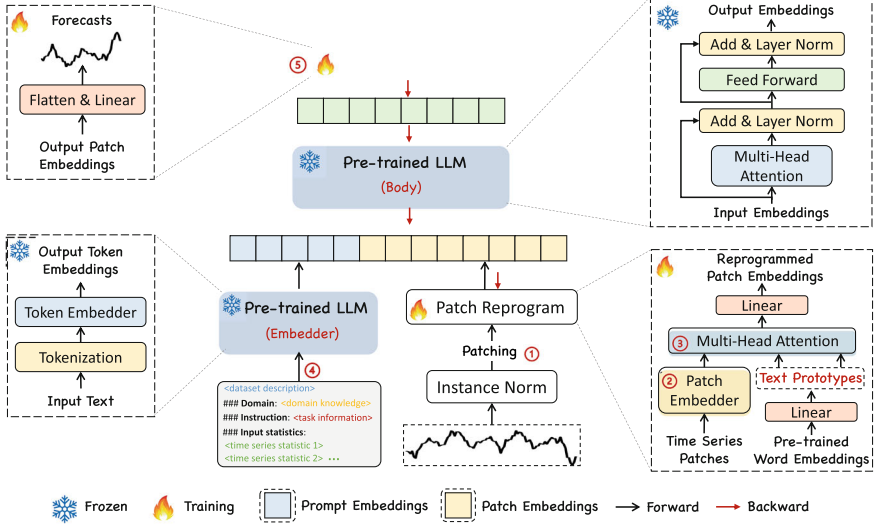 Forecasts
Flatten & Linear
Output Patch
Embeddings
⑤
Pre-trained LLM
(Body)
Output Embeddings
Add & Layer Norm
Feed Forward
Add & Layer Norm
Multi-Head
Attention
Input Embeddings
Output Token
Embeddings
Token Embedder
Tokenization
Input Text
Pre-trained LLM
(Embedder)
④
<dataset description>
### Domain: <domain knowledge>
### Instruction: <task information>
### Input statistics:
<time series statistic 1>
<time series statistic 2> ...
Patch Reprogram
Patching ①
Instance Norm
Reprogrammed
Patch Embeddings
Linear
③ Multi-Head Attention
② Patch
Embedder
Text Prototypes
Linear
Time Series
Patches
Pre-trained
Word Embeddings
Frozen
Training
Prompt Embeddings
Patch Embeddings
Forward
Backward